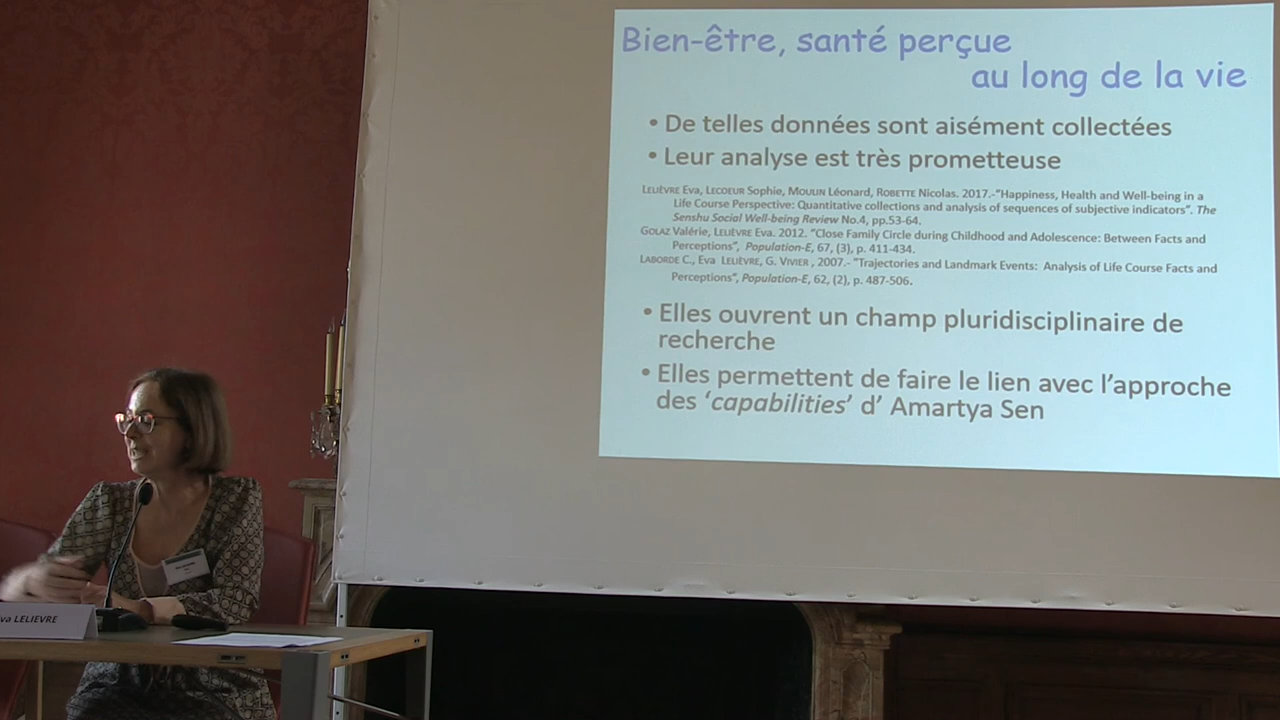 Bien-être, santé perçue
au long de la vie
• De telles données sont aisément collectées
• Leur analyse est très prometteuse
LELIÈVRE Eva, LECOEUR Sophie, MOULIN Léonard, ROBETTE Nicolas. 2017.-"Happiness, Health and Well-being in a
Life Course Perspective: Quantitative collections and analysis of sequences of subjective indicators". The
Senshu Social Well-being Review No.4, pp.53-64.
GOLAZ Valérie, LELIÈVRE Eva. 2012. "Close Family Circle during Childhood and Adolescence: Between Facts and
Perceptions", Population-E, 67, (3), p. 411-434.
LABORDE C., Eva LELIÈVRE, G. VIVIER , 2007.- "Trajectories and Landmark Events: Analysis of Life Course Facts and
Perceptions", Population-E, 62, (2), p. 487-506.
• Elles ouvrent un champ pluridisciplinaire de
recherche
• Elles permettent de faire le lien avec l'approche
des 'capabilities' d' Amartya Sen
va LELIEVRE